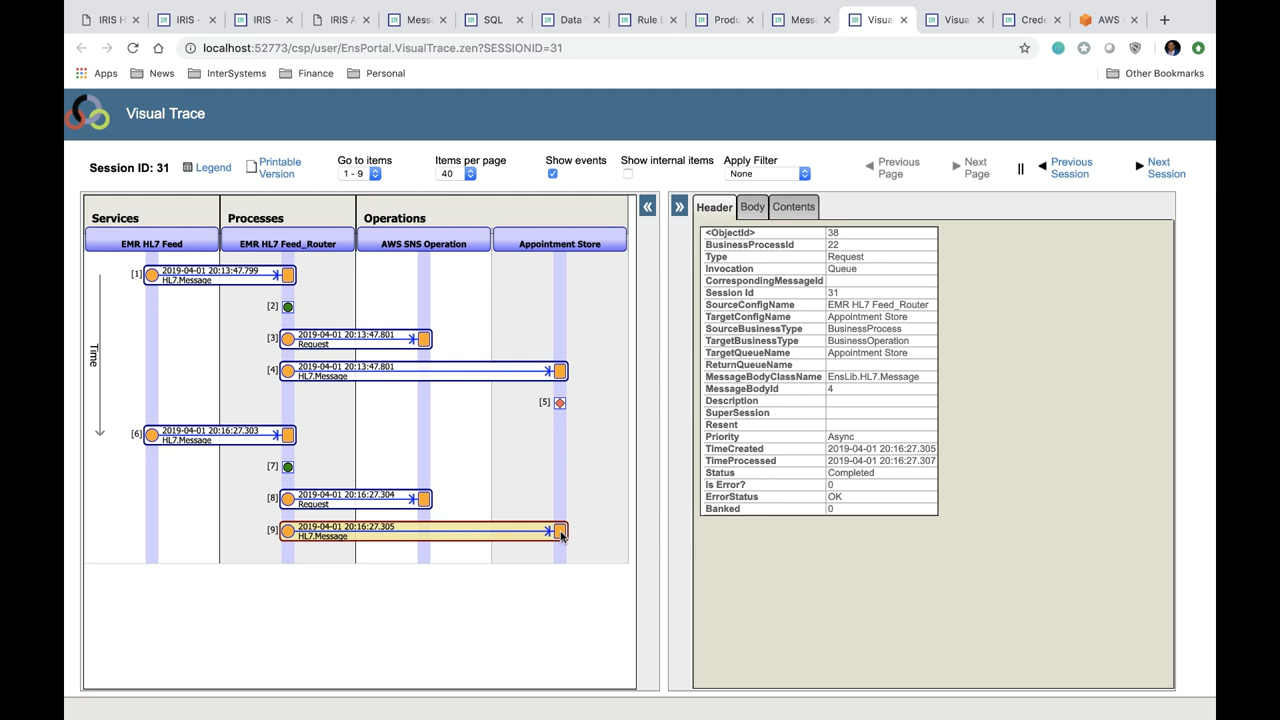 IRIS H
IRIS -
IRIS -
IRIS A
Messa
SQL
Data
Rule E
Produ
Messa
Visua
Visua
Crede
AWS
localhost:52773/csp/user/EnsPortal.VisualTrace.zen?SESSIONID=31
Apps News InterSystems Finance Personal Other Bookmarks
Visual Trace
Session ID: 31
Legend
Printable Version
Go to items
1 - 9
Items per page
40
Show events
Show internal items
Apply Filter
None
Previous Page
Next Page
Previous Session
Next Session
Services Processes Operations
EMR HL7 Feed EMR HL7 Feed_Router AWS SNS Operation Appointment Store
Time
[1] 2019-04-01 20:13:47.799
HL7.Message
[2]
[3] 2019-04-01 20:13:47.801
Request
[4] 2019-04-01 20:13:47.801
HL7.Message
[5]
[6] 2019-04-01 20:16:27.303
HL7.Message
[7]
[8] 2019-04-01 20:16:27.304
Request
[9] 2019-04-01 20:16:27.305
HL7.Message
« »
Header Body Contents
<ObjectId> 38
BusinessProcessId 22
Type Request
Invocation Queue
CorrespondingMessageId
Session Id 31
SourceConfigName EMR HL7 Feed_Router
TargetConfigName Appointment Store
SourceBusinessType BusinessProcess
TargetBusinessType BusinessOperation
TargetQueueName Appointment Store
ReturnQueueName
MessageBodyClassName EnsLib.HL7.Message
MessageBodyId 4
Description
SuperSession
Resent
Priority Async
TimeCreated 2019-04-01 20:16:27.305
TimeProcessed 2019-04-01 20:16:27.307
Status Completed
Is Error? 0
ErrorStatus OK
Banked 0